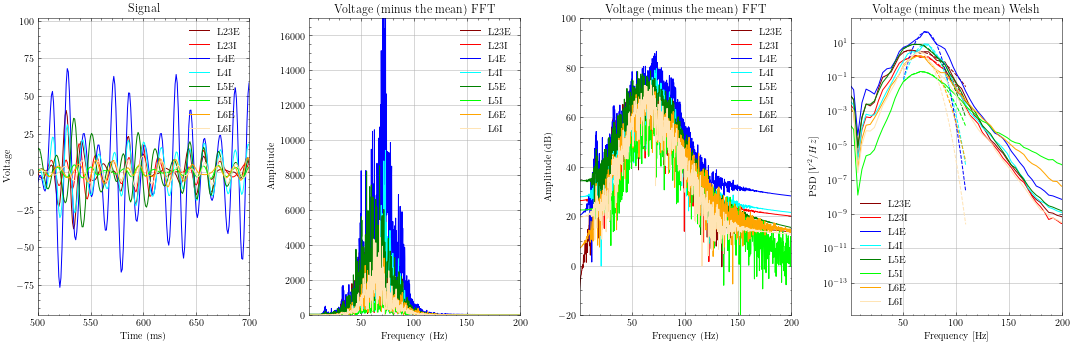 Signal
Voltage
100
75
50
25
0
−25
−50
−75
500
550
600
650
700
Time (ms)
L23E
L23I
L4E
L4I
L5E
L5I
L6E
L6I
Voltage (minus the mean) FFT
Amplitude
16000
14000
12000
10000
8000
6000
4000
2000
0
50
100
150
200
Frequency (Hz)
L23E
L23I
L4E
L4I
L5E
L5I
L6E
L6I
Voltage (minus the mean) FFT
Amplitude (dB)
100
80
60
40
20
0
−20
50
100
150
200
Frequency (Hz)
L23E
L23I
L4E
L4I
L5E
L5I
L6E
L6I
Voltage (minus the mean) Welsh
PSD [V²/Hz]
10¹
10⁻¹
10⁻³
10⁻⁵
10⁻⁷
10⁻⁹
10⁻¹¹
10⁻¹³
50
100
150
200
Frequency [Hz]
L23E
L23I
L4E
L4I
L5E
L5I
L6E
L6I